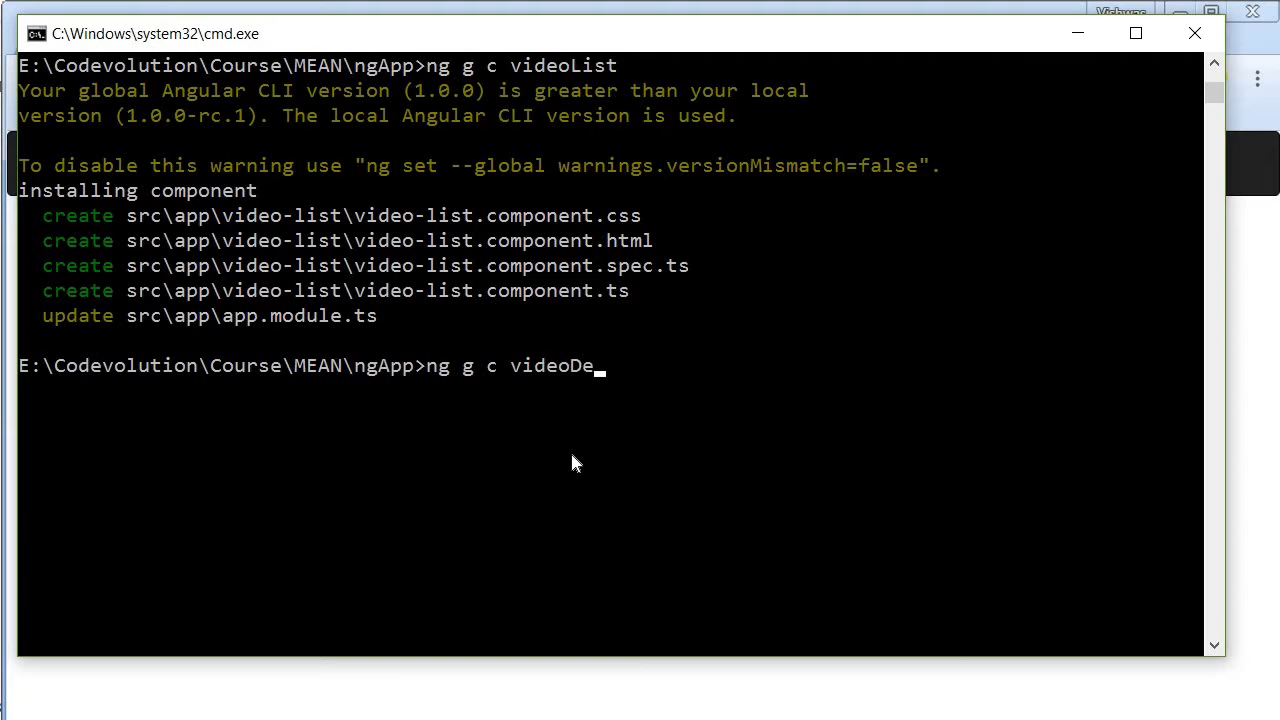 Vishwas
C:\Windows\system32\cmd.exe
E:\Codevolution\Course\MEAN\ngApp>ng g c videoList
Your global Angular CLI version (1.0.0) is greater than your local
version (1.0.0-rc.1). The local Angular CLI version is used.
To disable this warning use "ng set --global warnings.versionMismatch=false".
installing component
create src\app\video-list\video-list.component.css
create src\app\video-list\video-list.component.html
create src\app\video-list\video-list.component.spec.ts
create src\app\video-list\video-list.component.ts
update src\app\app.module.ts
E:\Codevolution\Course\MEAN\ngApp>ng g c videoDe